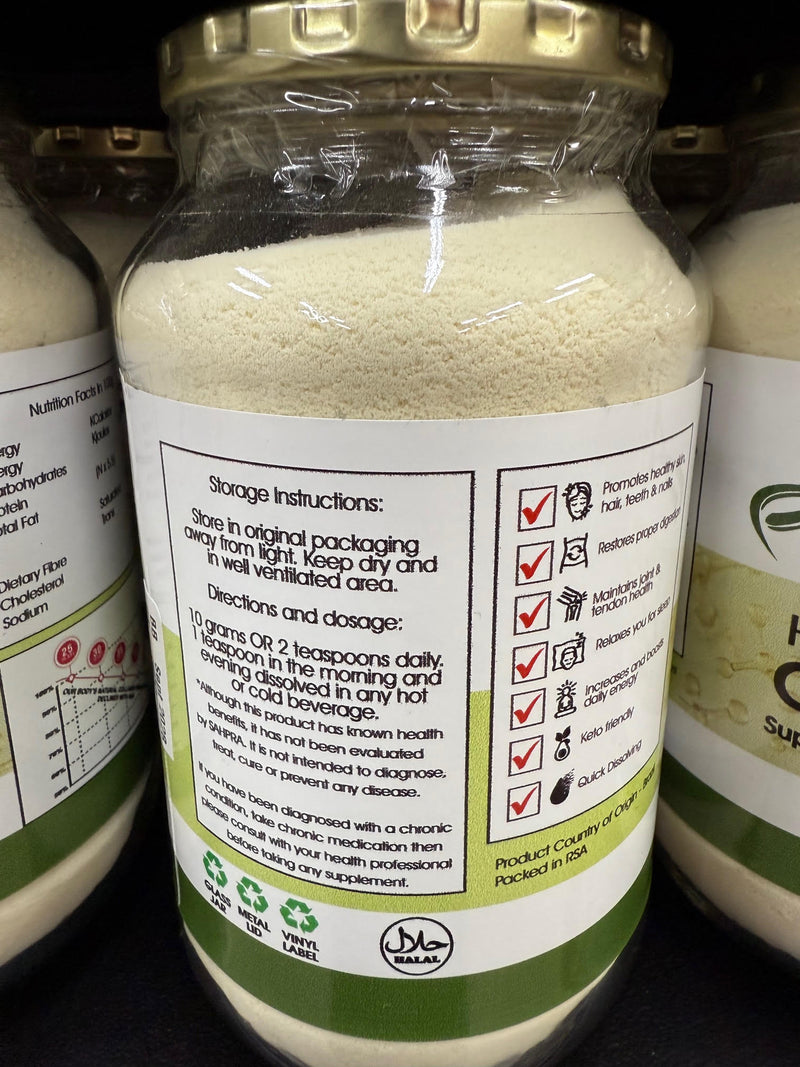 Storage Instructions:
Store in original packaging
away from light. Keep dry and
in well ventilated area.
Directions and dosage:
10 grams OR 2 teaspoons daily.
1 teaspoon in the morning and
evening dissolved in any hot
or cold beverage.
*Although this product has known health
benefits, it has not been evaluated
by SAHPRA. It is not intended to diagnose,
treat, cure or prevent any disease.
If you have been diagnosed with a chronic
condition, take chronic medication then
please consult with your health professional
before taking any supplement.
GLASS
JAR
METAL
LID
VINYL
LABEL
حلال
HALAL
Promotes healthy skin,
hair, teeth & nails
Restores proper digestion
Maintains joint &
tendon health
Relaxes you for sleep
Increases and boosts
daily energy
Keto friendly
Quick Dissolving
Product Country of Origin -
Packed in RSA
Nutrition Facts In
Carbohydrates
Total Fat
Dietary Fibre
Cholesterol
Sodium
25
OUR BODY'S NATURAL
100%